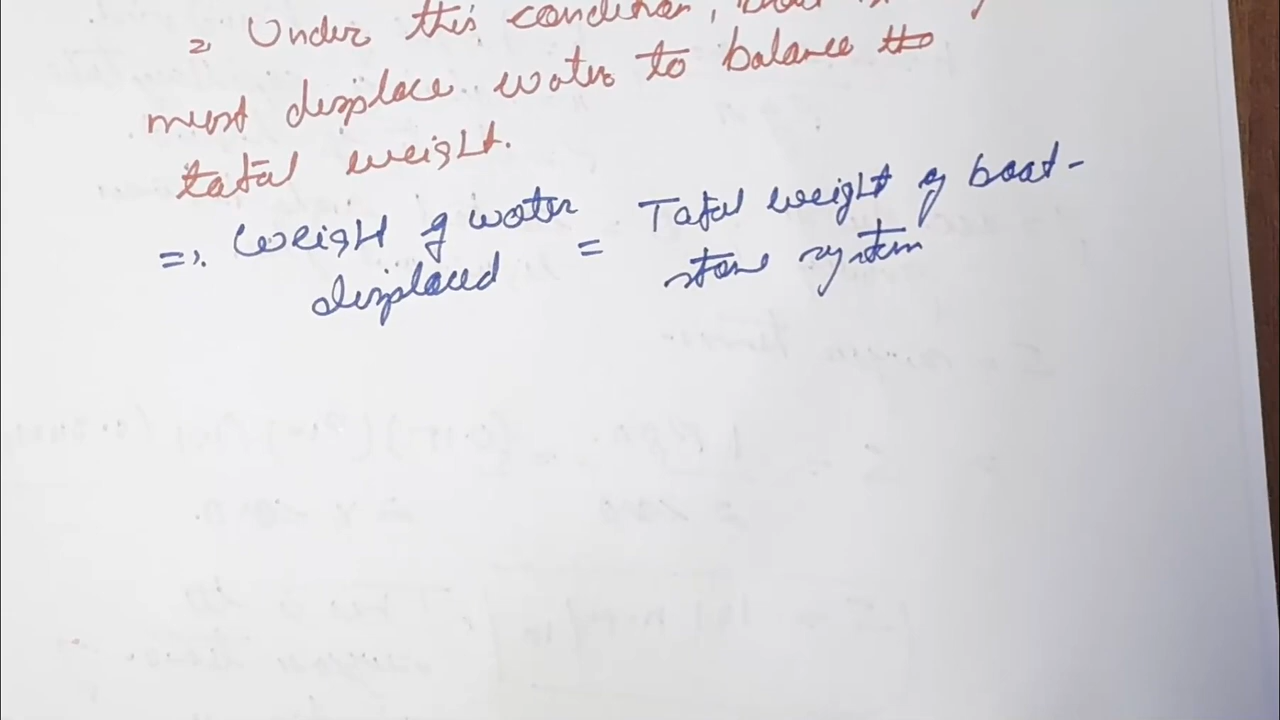 2, Under this condition,
must displace water to balance the
total weight.
=>. Weight of water = Total weight of boat-
displaced stone system